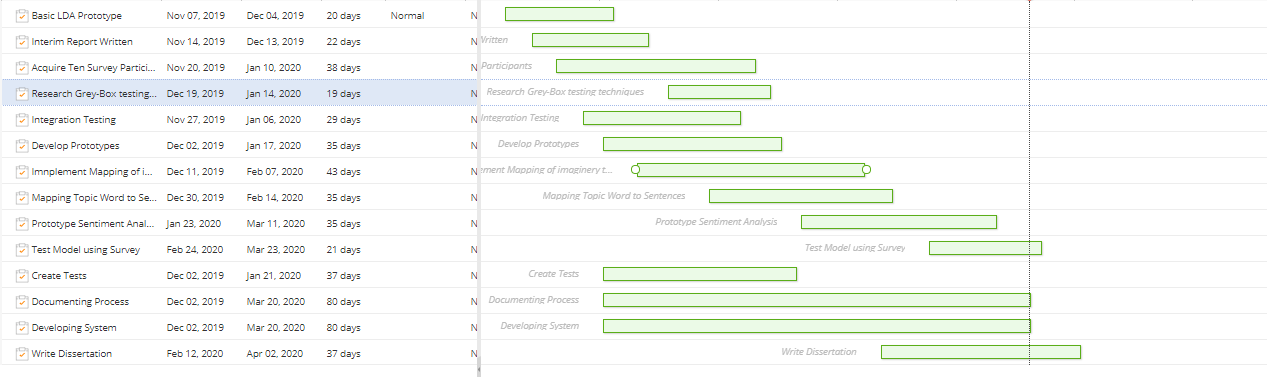 Basic LDA Prototype Nov 07, 2019 Dec 04, 2019 20 days Normal N
Interim Report Written Nov 14, 2019 Dec 13, 2019 22 days N Written
Acquire Ten Survey Partici... Nov 20, 2019 Jan 10, 2020 38 days N Participants
Research Grey-Box testing... Dec 19, 2019 Jan 14, 2020 19 days N Research Grey-Box testing techniques
Integration Testing Nov 27, 2019 Jan 06, 2020 29 days N Integration Testing
Develop Prototypes Dec 02, 2019 Jan 17, 2020 35 days N Develop Prototypes
Imnplement Mapping of i... Dec 11, 2019 Feb 07, 2020 43 days N ement Mapping of imaginery t...
Mapping Topic Word to Se... Dec 30, 2019 Feb 14, 2020 35 days N Mapping Topic Word to Sentences
Prototype Sentiment Anal... Jan 23, 2020 Mar 11, 2020 35 days N Prototype Sentiment Analysis
Test Model using Survey Feb 24, 2020 Mar 23, 2020 21 days N Test Model using Survey
Create Tests Dec 02, 2019 Jan 21, 2020 37 days N Create Tests
Documenting Process Dec 02, 2019 Mar 20, 2020 80 days N Documenting Process
Developing System Dec 02, 2019 Mar 20, 2020 80 days N Developing System
Write Dissertation Feb 12, 2020 Apr 02, 2020 37 days N Write Dissertation